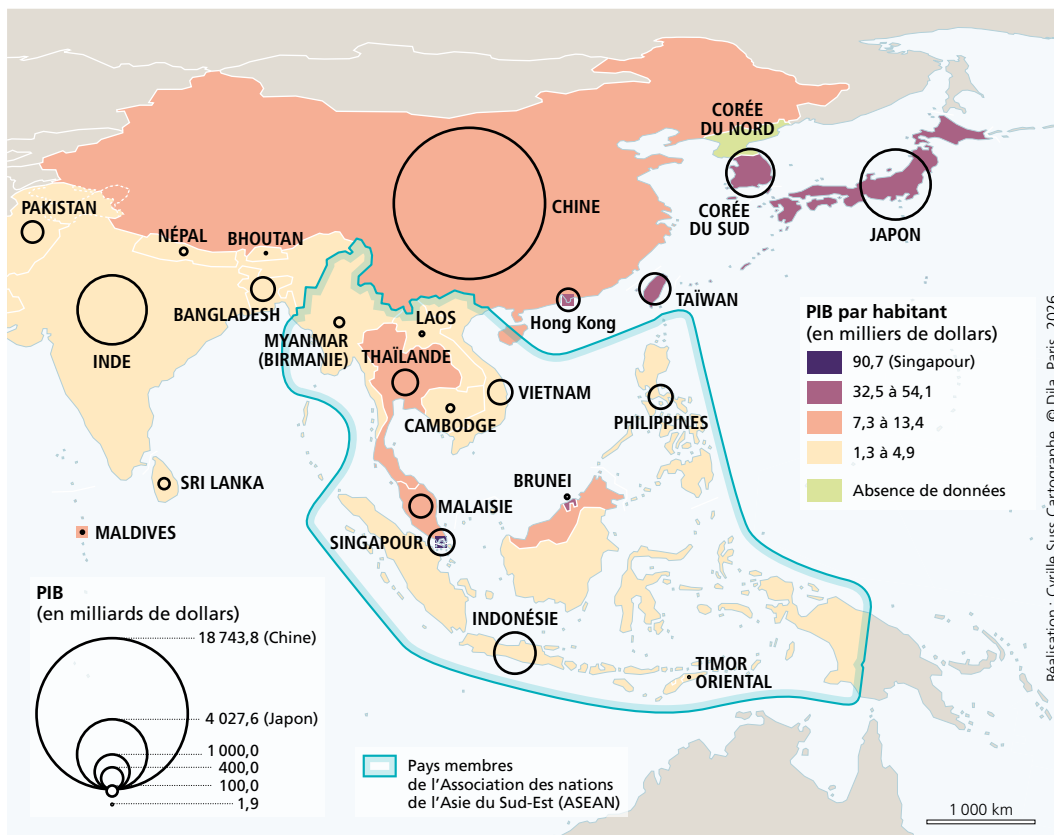 CORÉE
DU NORD
CHINE
CORÉE
DU SUD
JAPON
PAKISTAN
NÉPAL
BHOUTAN
BANGLADESH
INDE
MYANMAR
(BIRMANIE)
LAOS
THAÏLANDE
Hong Kong
TAÏWAN
VIETNAM
CAMBODGE
PHILIPPINES
SRI LANKA
MALDIVES
BRUNEI
MALAISIE
SINGAPOUR
INDONÉSIE
TIMOR
ORIENTAL
PIB par habitant
(en milliers de dollars)
90,7 (Singapour)
32,5 à 54,1
7,3 à 13,4
1,3 à 4,9
Absence de données
PIB
(en milliards de dollars)
18 743,8 (Chine)
4 027,6 (Japon)
1 000,0
400,0
100,0
1,9
Pays membres
de l'Association des nations
de l'Asie du Sud-Est (ASEAN)
1 000 km
Réalisation : Cyrille Suss Cartographe. © Dila, Paris, 2026